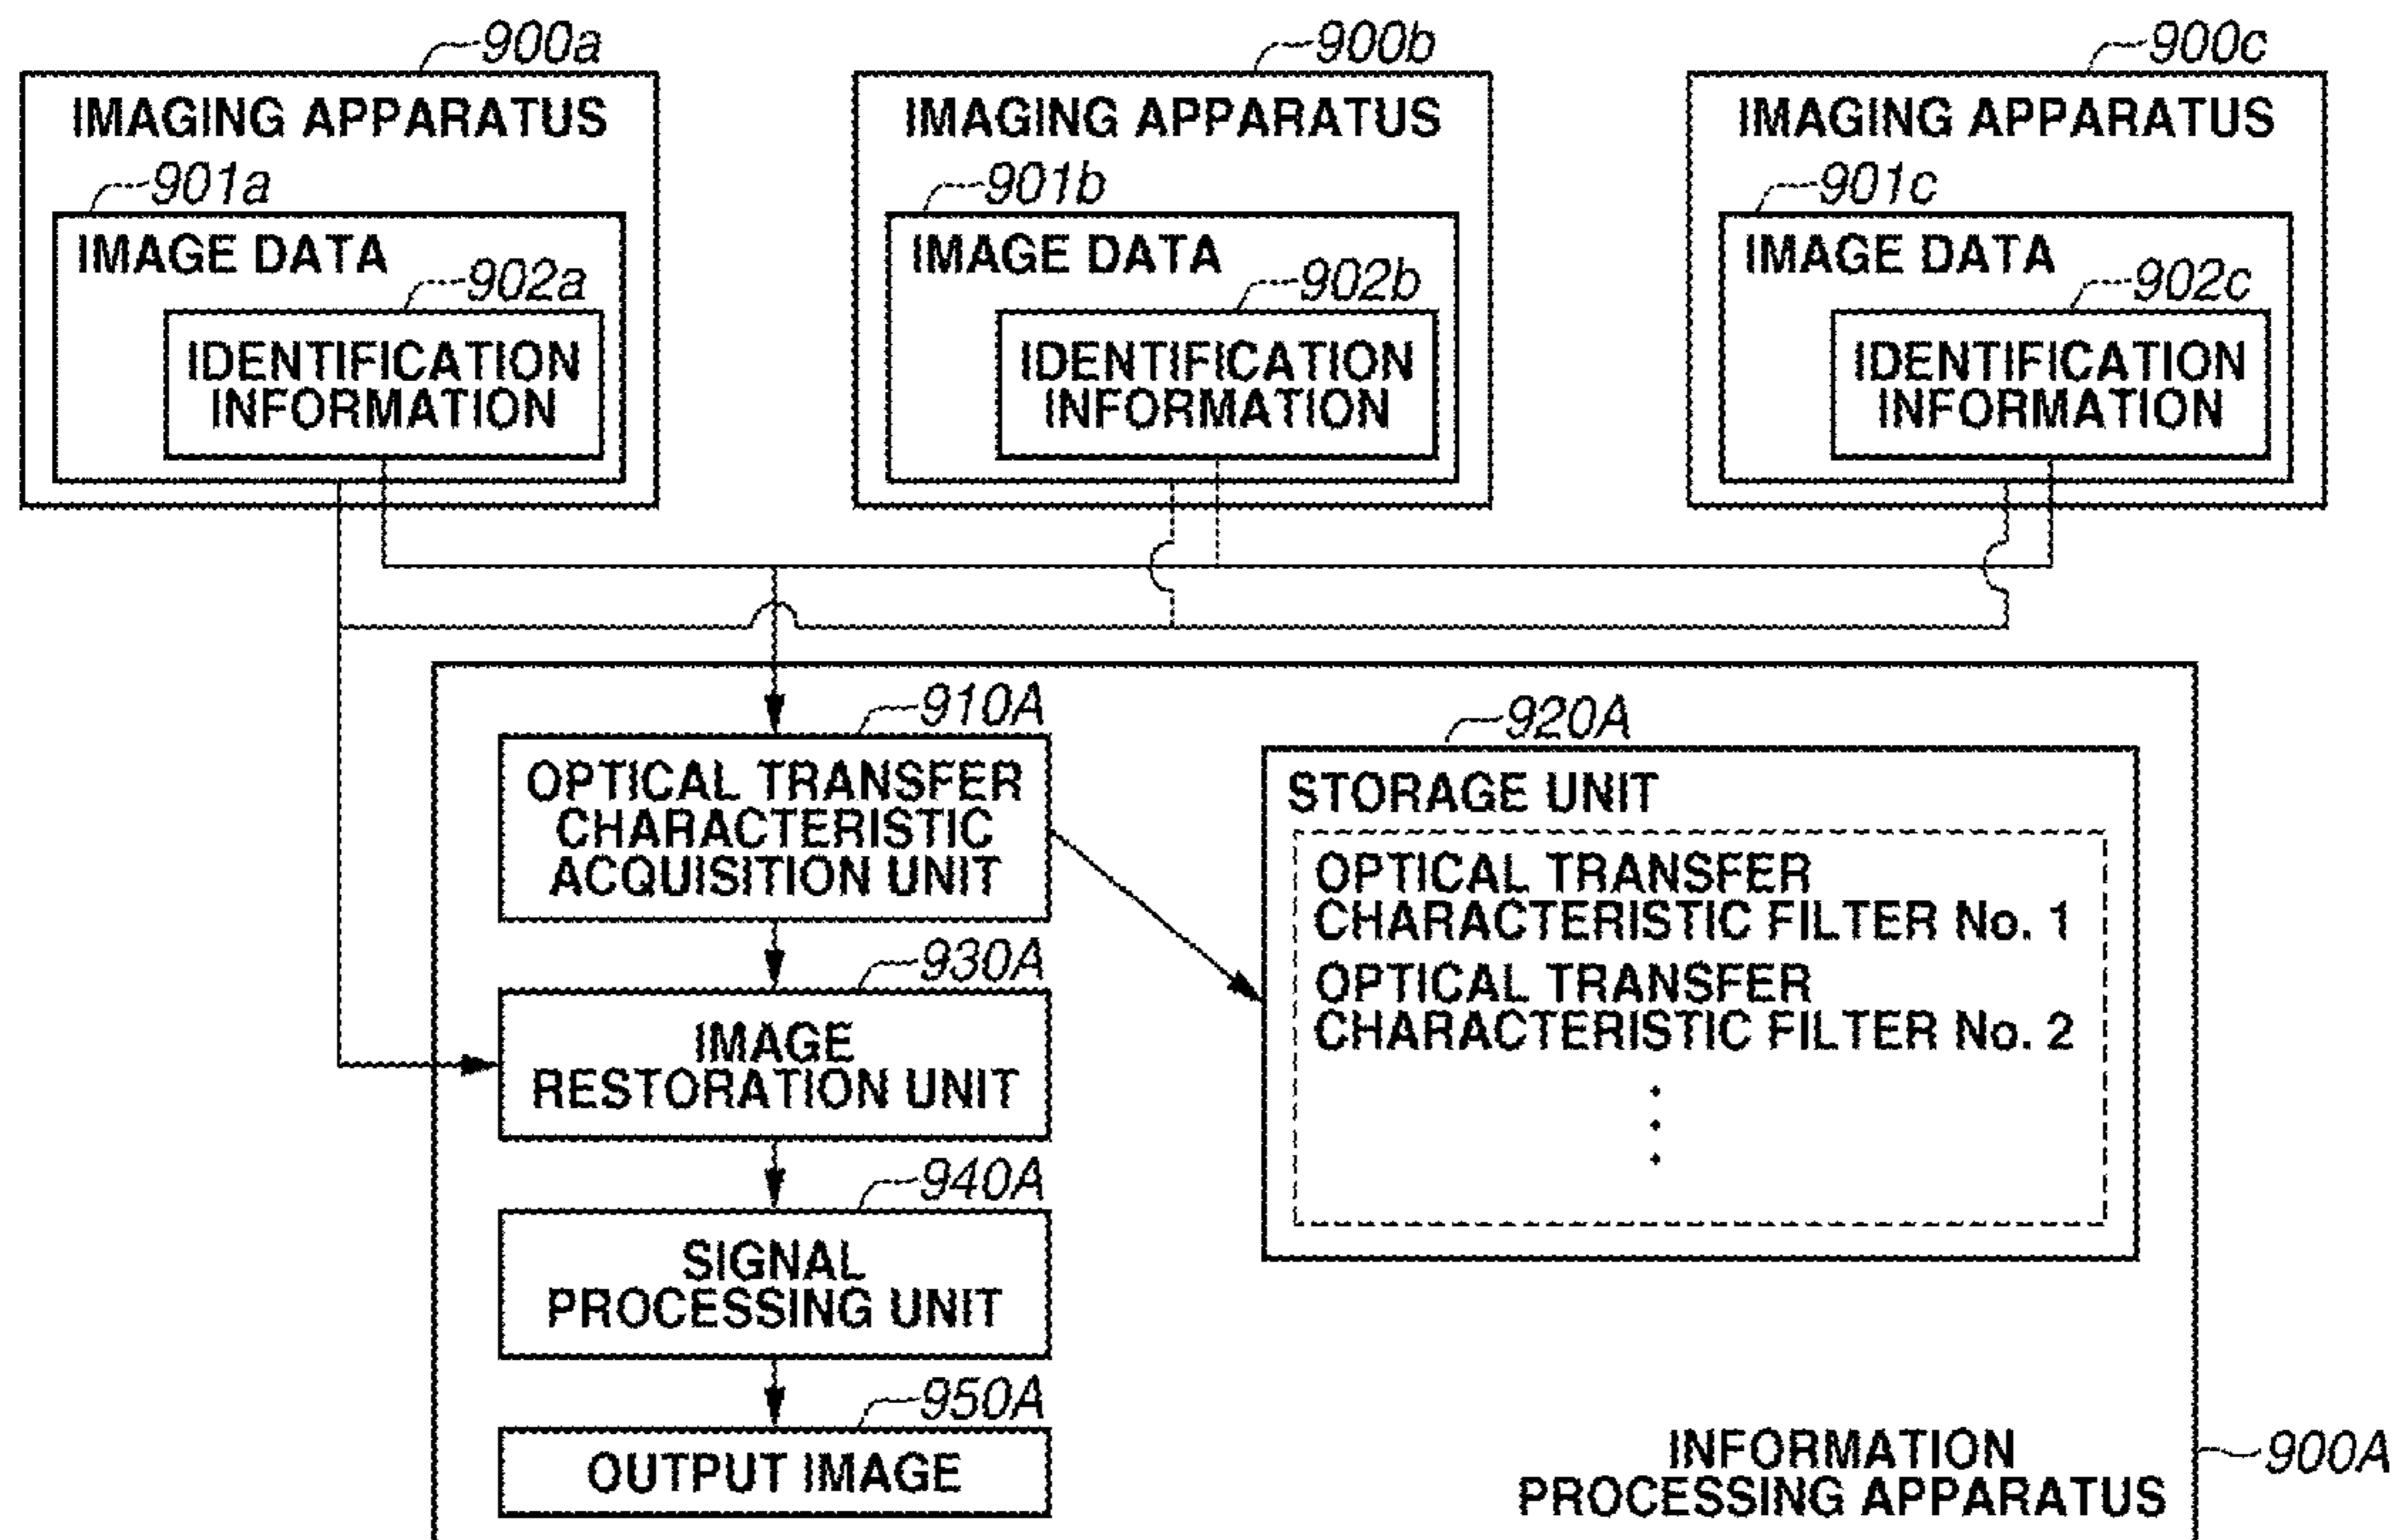 900a
900b
900c
IMAGING APPARATUS
IMAGING APPARATUS
IMAGING APPARATUS
901a
901b
901c
IMAGE DATA
IMAGE DATA
IMAGE DATA
902a
902b
902c
IDENTIFICATION
INFORMATION
IDENTIFICATION
INFORMATION
IDENTIFICATION
INFORMATION
910A
OPTICAL TRANSFER
CHARACTERISTIC
ACQUISITION UNIT
920A
STORAGE UNIT
OPTICAL TRANSFER
CHARACTERISTIC FILTER No. 1
OPTICAL TRANSFER
CHARACTERISTIC FILTER No. 2
930A
IMAGE
RESTORATION UNIT
940A
SIGNAL
PROCESSING UNIT
950A
OUTPUT IMAGE
INFORMATION
PROCESSING APPARATUS
900A